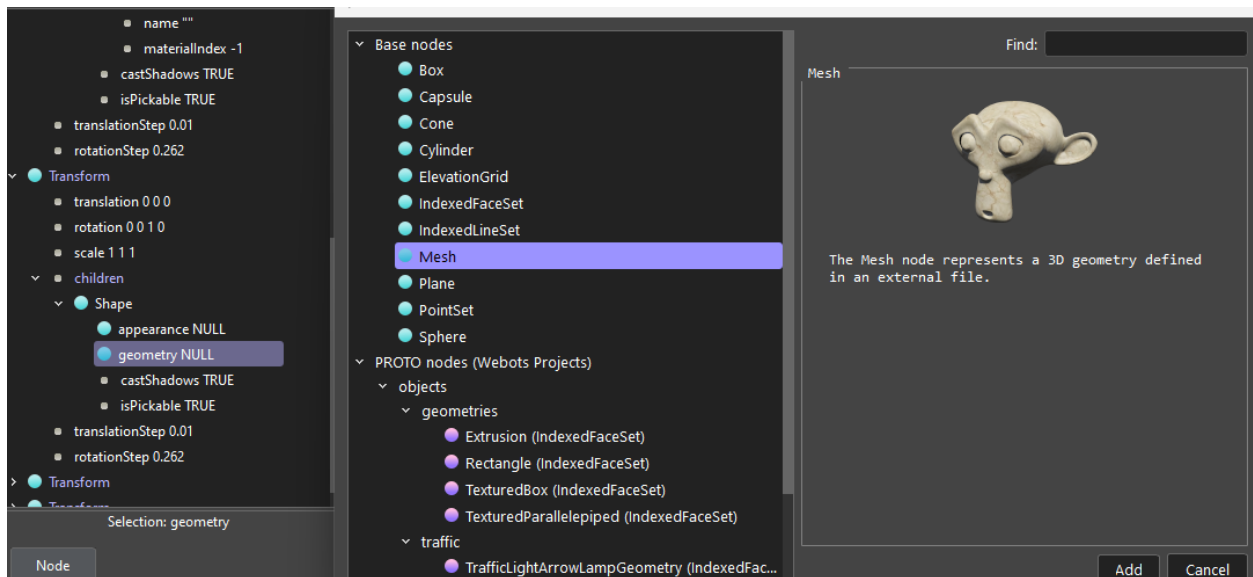 name ""
materialIndex -1
castShadows TRUE
isPickable TRUE
translationStep 0.01
rotationStep 0.262
Transform
translation 0 0 0
rotation 0 0 1 0
scale 1 1 1
children
Shape
appearance NULL
geometry NULL
castShadows TRUE
isPickable TRUE
translationStep 0.01
rotationStep 0.262
Transform
Transform
Selection: geometry
Node
Base nodes
Box
Capsule
Cone
Cylinder
ElevationGrid
IndexedFaceSet
IndexedLineSet
Mesh
Plane
PointSet
Sphere
PROTO nodes (Webots Projects)
objects
geometries
Extrusion (IndexedFaceSet)
Rectangle (IndexedFaceSet)
TexturedBox (IndexedFaceSet)
TexturedParallelepiped (IndexedFaceSet)
traffic
TrafficLightArrowLampGeometry (IndexedFac...
Find:
Mesh
The Mesh node represents a 3D geometry defined
in an external file.
Add
Cancel